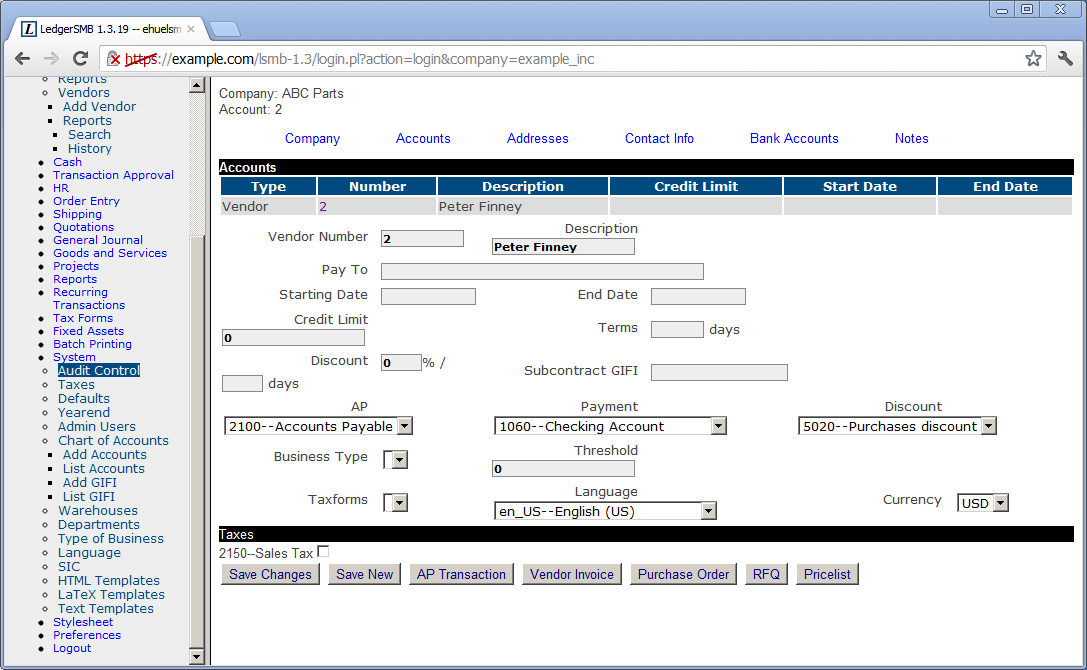 LedgerSMB 1.3.19 -- ehuelsm
https://example.com/lsmb-1.3/login.pl?action=login&company=example_inc
Reports
Vendors
Add Vendor
Reports
Search
History
Cash
Transaction Approval
HR
Order Entry
Shipping
Quotations
General Journal
Goods and Services
Projects
Reports
Recurring
Transactions
Tax Forms
Fixed Assets
Batch Printing
System
Audit Control
Taxes
Defaults
Yearend
Admin Users
Chart of Accounts
Add Accounts
List Accounts
Add GIFI
List GIFI
Warehouses
Departments
Type of Business
Language
SIC
HTML Templates
LaTeX Templates
Text Templates
Stylesheet
Preferences
Logout
Company: ABC Parts
Account: 2
Company Accounts Addresses Contact Info Bank Accounts Notes
Accounts
Type Number Description Credit Limit Start Date End Date
Vendor 2 Peter Finney
Vendor Number 2 Description
Peter Finney
Pay To
Starting Date End Date
Credit Limit
0
Terms days
Discount 0 % /
days
Subcontract GIFI
AP Payment Discount
2100--Accounts Payable 1060--Checking Account 5020--Purchases discount
Business Type Threshold
0
Taxforms Language
en_US--English (US)
Currency USD
Taxes
2150--Sales Tax
Save Changes Save New AP Transaction Vendor Invoice Purchase Order RFQ Pricelist